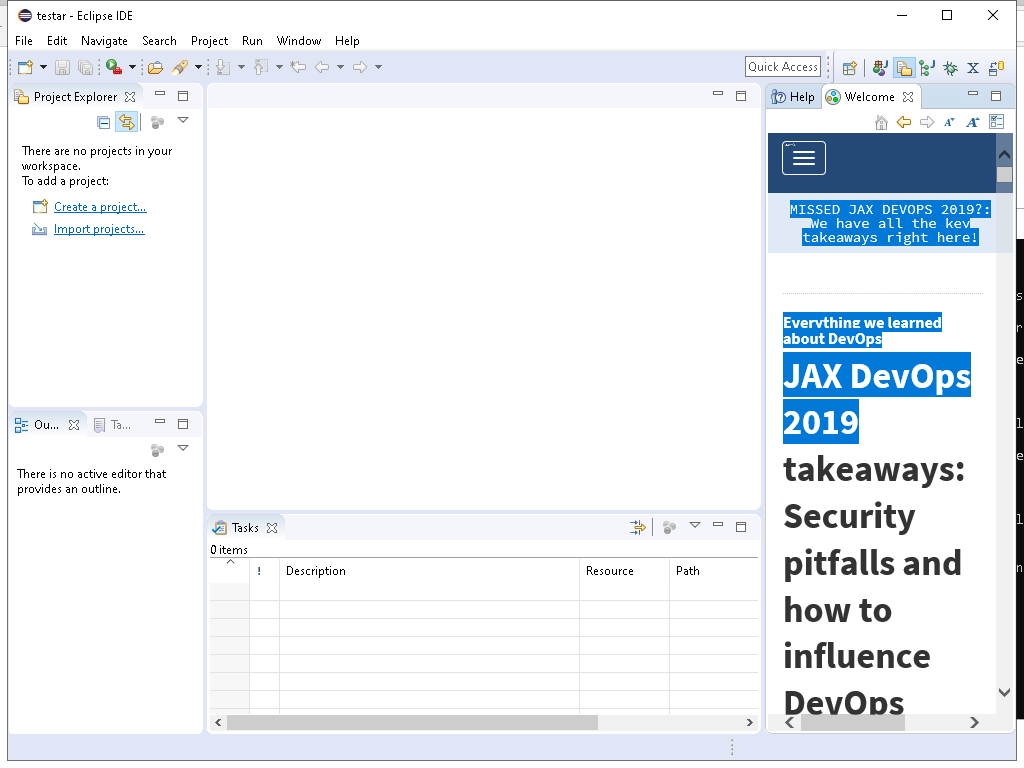 testar - Eclipse IDE
File Edit Navigate Search Project Run Window Help
Quick Access
Project Explorer
There are no projects in your
workspace.
To add a project:
Create a project...
Import projects...
Ou... Ta...
There is no active editor that
provides an outline.
Tasks
0 items
! Description Resource Path
Help Welcome
MISSED JAX DEVOPS 2019?:
We have all the key
takeaways right here!
Everything we learned
about DevOps
JAX DevOps
2019
takeaways:
Security
pitfalls and
how to
influence
DevOps